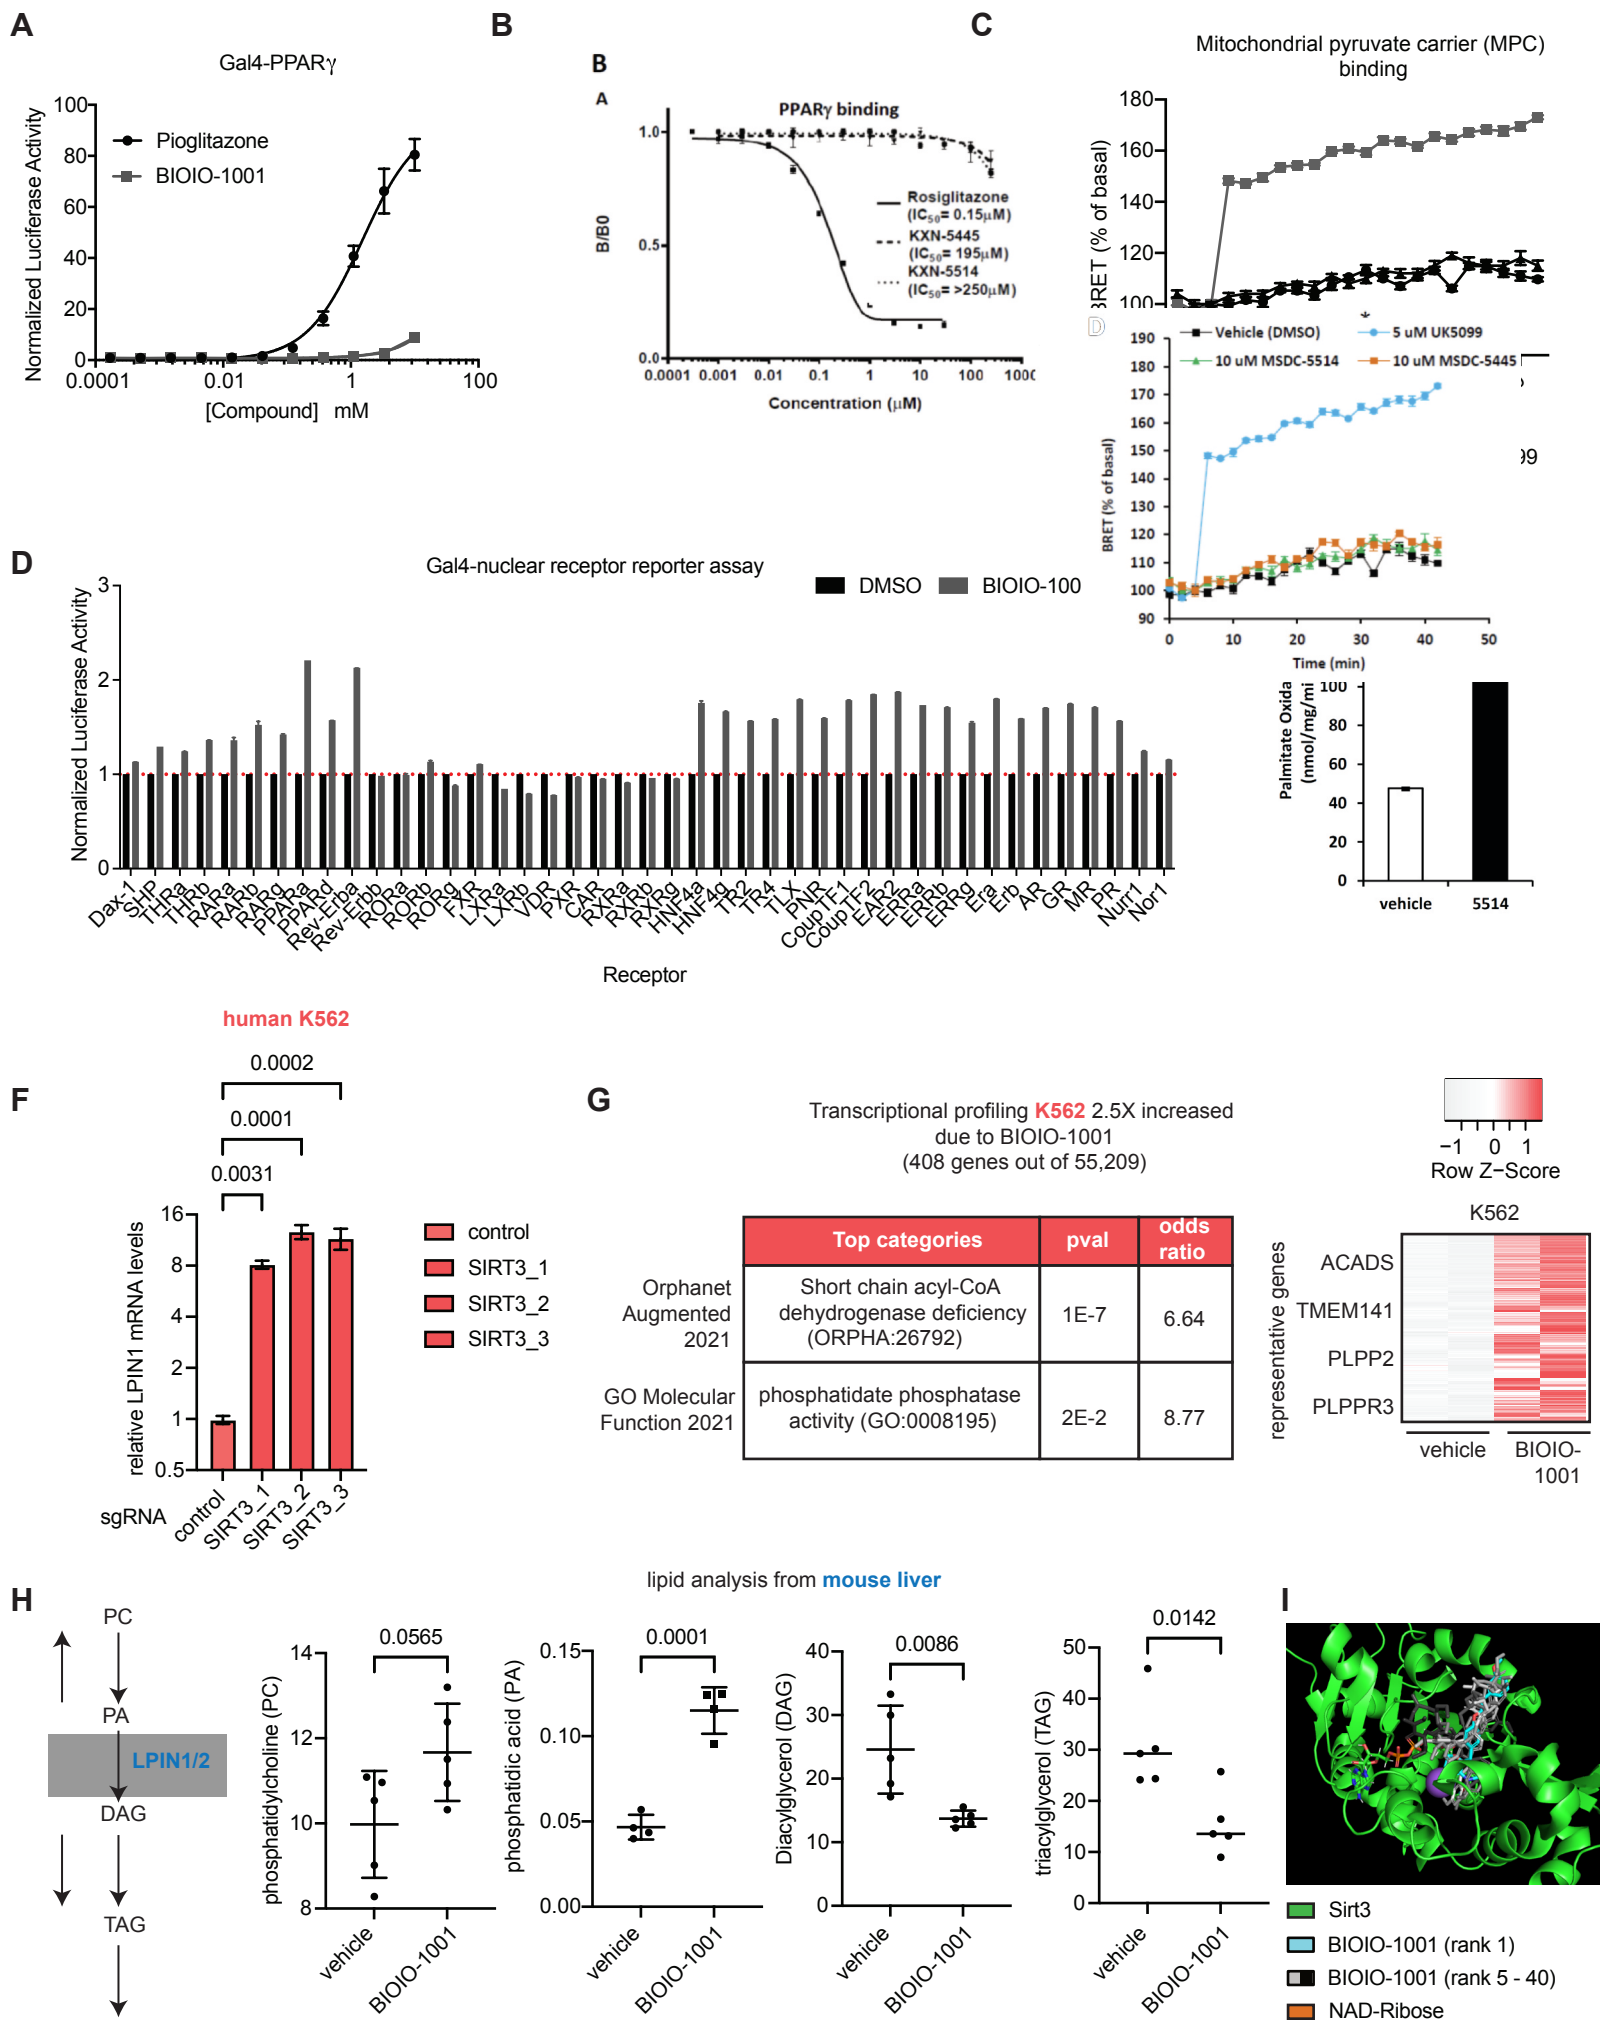 A
Gal4-PPARγ
Normalized Luciferase Activity
100
80
60
40
20
0
Pioglitazone
BIOIO-1001
0.0001
0.01
1
100
[Compound] mM
B
B
A
PPARγ binding
B/B0
1.0
0.5
0.0
Rosiglitazone
(IC50= 0.15μM)
KXN-5445
(IC50= 195μM)
KXN-5514
(IC50= >250μM)
0.0001 0.001 0.01 0.1 1 10 100 1000
Concentration (μM)
C
Mitochondrial pyruvate carrier (MPC)
binding
BRET (% of basal)
180
160
140
120
100
*
99
D
Vehicle (DMSO)
5 uM UK5099
10 uM MSDC-5514
10 uM MSDC-5445
BRET (% of basal)
190
180
170
160
150
140
130
120
110
100
90
0 10 20 30 40 50
Time (min)
Palmitate Oxida
(nmol/mg/mi
100
80
60
40
20
0
vehicle
5514
D
Gal4-nuclear receptor reporter assay
DMSO
BIOIO-100
Normalized Luciferase Activity
3
2
1
0
Dax-1
SHP
THRa
THRb
RARa
RARb
RARg
PPARa
PPARd
Rev-Erba
Rev-Erbb
RORa
RORb
RORg
FXR
LXRa
LXRb
VDR
PXR
CAR
RXRa
RXRb
RXRg
HNF4a
HNF4g
TR2
TR4
TLX
PNR
Coup-TF1
Coup-TF2
EAR2
ERRa
ERRb
ERRg
Era
Erb
AR
GR
MR
PR
Nurr1
Nor1
Receptor
F
human K562
0.0002
0.0001
0.0031
relative LPIN1 mRNA levels
16
8
4
2
1
0.5
sgRNA
control
SIRT3_1
SIRT3_2
SIRT3_3
control
SIRT3_1
SIRT3_2
SIRT3_3
G
Transcriptional profiling K562 2.5X increased
due to BIOIO-1001
(408 genes out of 55,209)
Top categories
pval
odds
ratio
Orphanet
Augmented
2021
Short chain acyl-CoA
dehydrogenase deficiency
(ORPHA:26792)
1E-7
6.64
GO Molecular
Function 2021
phosphatidate phosphatase
activity (GO:0008195)
2E-2
8.77
−1 0 1
Row Z−Score
K562
representative genes
ACADS
TMEM141
PLPP2
PLPPR3
vehicle
BIOIO-
1001
H
lipid analysis from mouse liver
PC
PA
LPIN1/2
DAG
TAG
phosphatidylcholine (PC)
14
12
10
8
0.0565
vehicle
BIOIO-1001
phosphatidic acid (PA)
0.15
0.10
0.05
0.00
0.0001
vehicle
BIOIO-1001
Diacylglycerol (DAG)
40
30
20
10
0
0.0086
vehicle
BIOIO-1001
triacylglycerol (TAG)
50
40
30
20
10
0
0.0142
vehicle
BIOIO-1001
I
Sirt3
BIOIO-1001 (rank 1)
BIOIO-1001 (rank 5 - 40)
NAD-Ribose